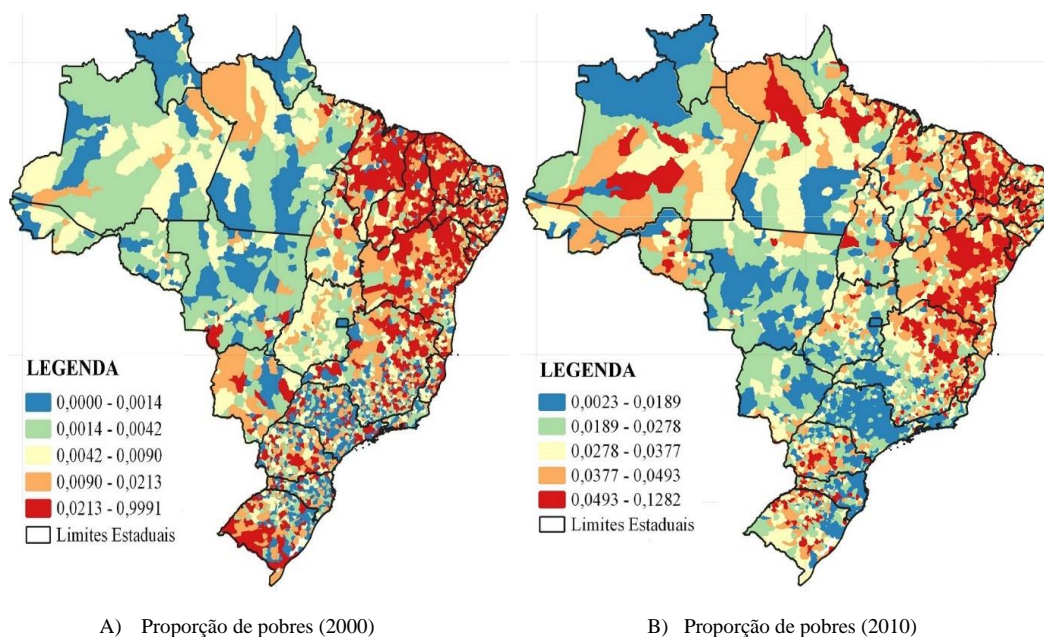 LEGENDA
0,0000 - 0,0014
0,0014 - 0,0042
0,0042 - 0,0090
0,0090 - 0,0213
0,0213 - 0,9991
Limites Estaduais
LEGENDA
0,0023 - 0,0189
0,0189 - 0,0278
0,0278 - 0,0377
0,0377 - 0,0493
0,0493 - 0,1282
Limites Estaduais
A) Proporção de pobres (2000)
B) Proporção de pobres (2010)